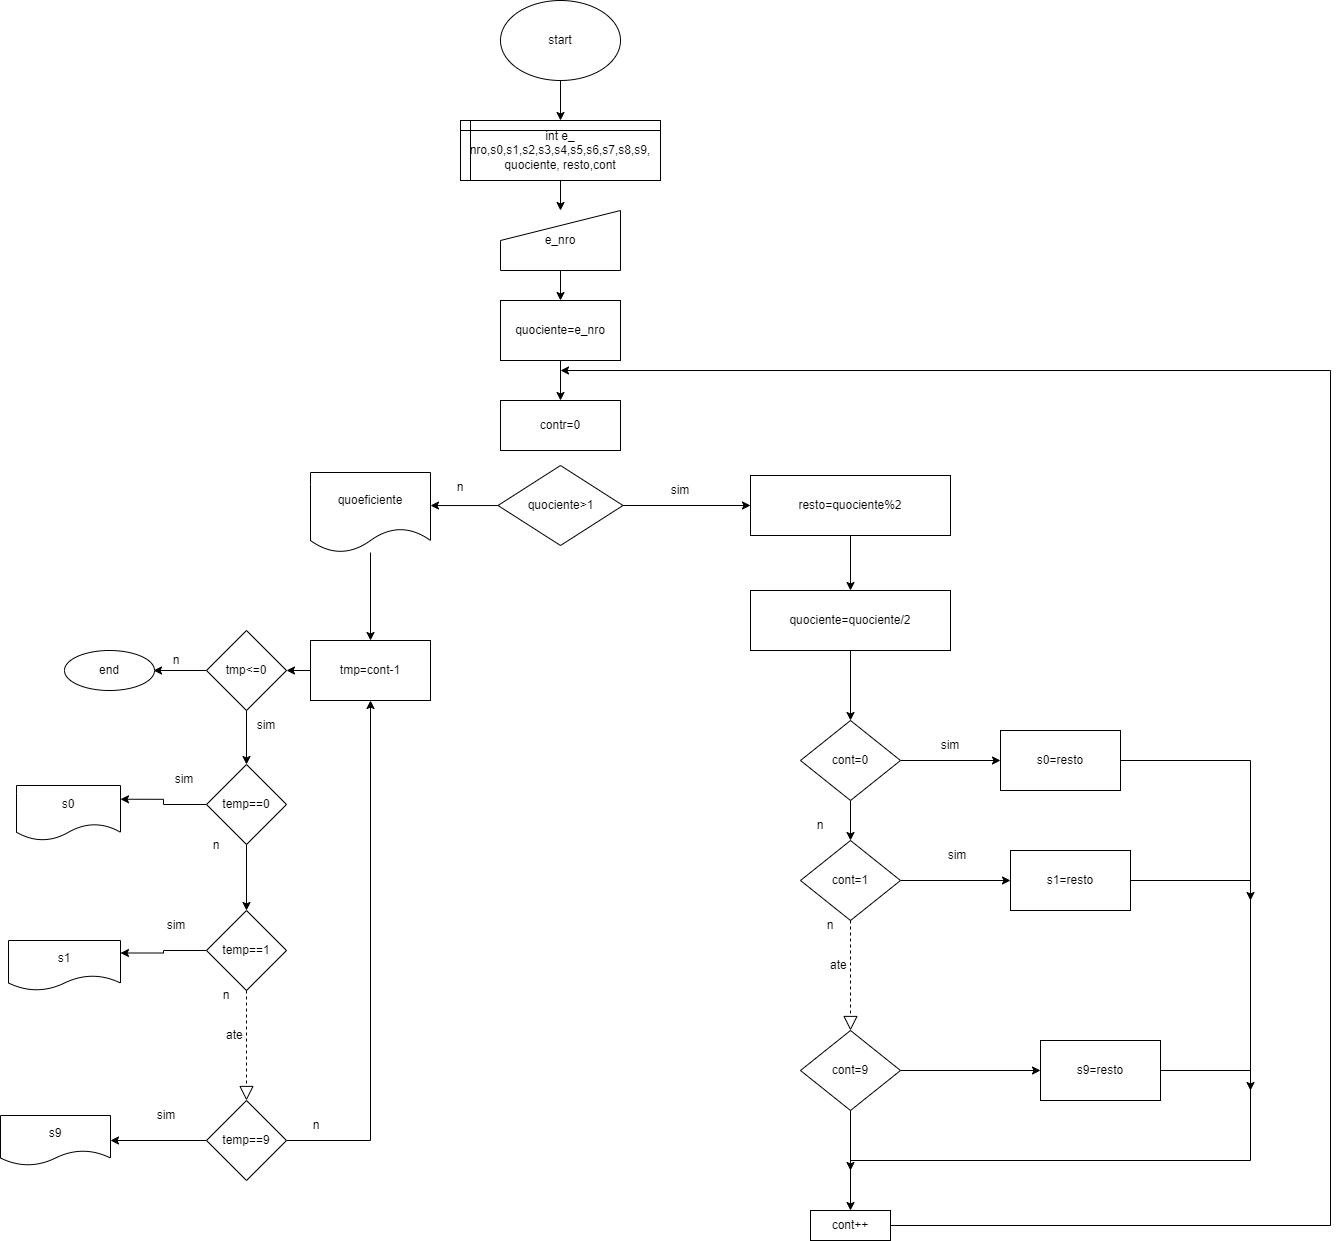 start
int e_
nro,s0,s1,s2,s3,s4,s5,s6,s7,s8,s9,
quociente, resto,cont
e_nro
quociente=e_nro
contr=0
quoeficiente
n
quociente>1
sim
resto=quociente%2
quociente=quociente/2
end
n
tmp<=0
tmp=cont-1
sim
cont=0
sim
s0=resto
n
s0
sim
temp==0
n
cont=1
sim
s1=resto
n
ate
s1
sim
temp==1
n
ate
cont=9
s9=resto
s9
sim
temp==9
n
cont++